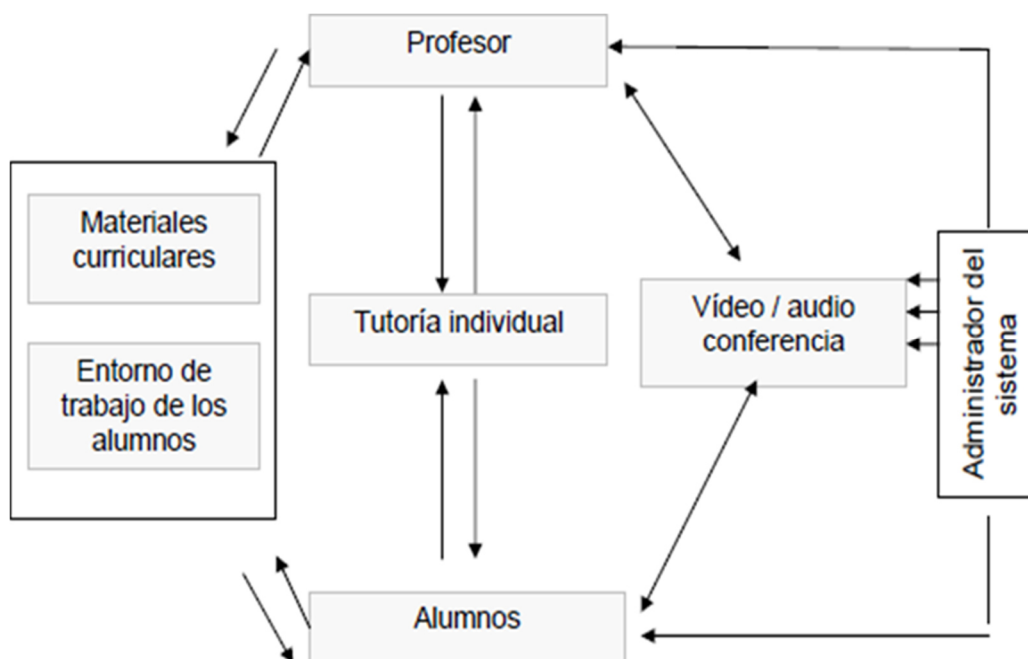 Profesor
Materiales
curriculares
Tutoría individual
Vídeo / audio
conferencia
Administrador del
sistema
Entorno de
trabajo de los
alumnos
Alumnos